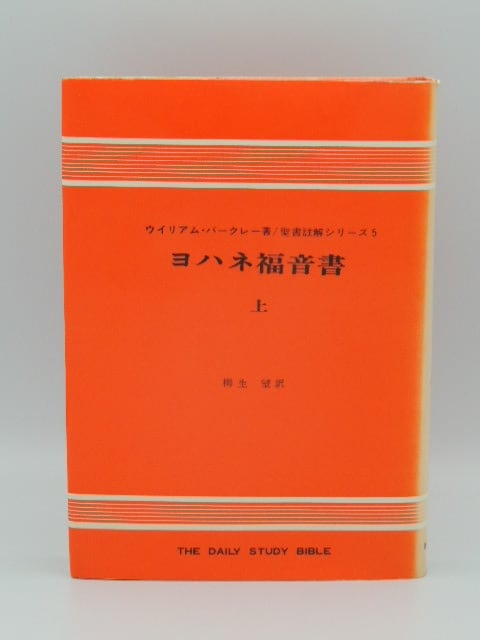 ウイリアム・バークレー著/聖書註解シリーズ5
ヨハネ福音書
上
柳生 望訳
THE DAILY STUDY BIBLE